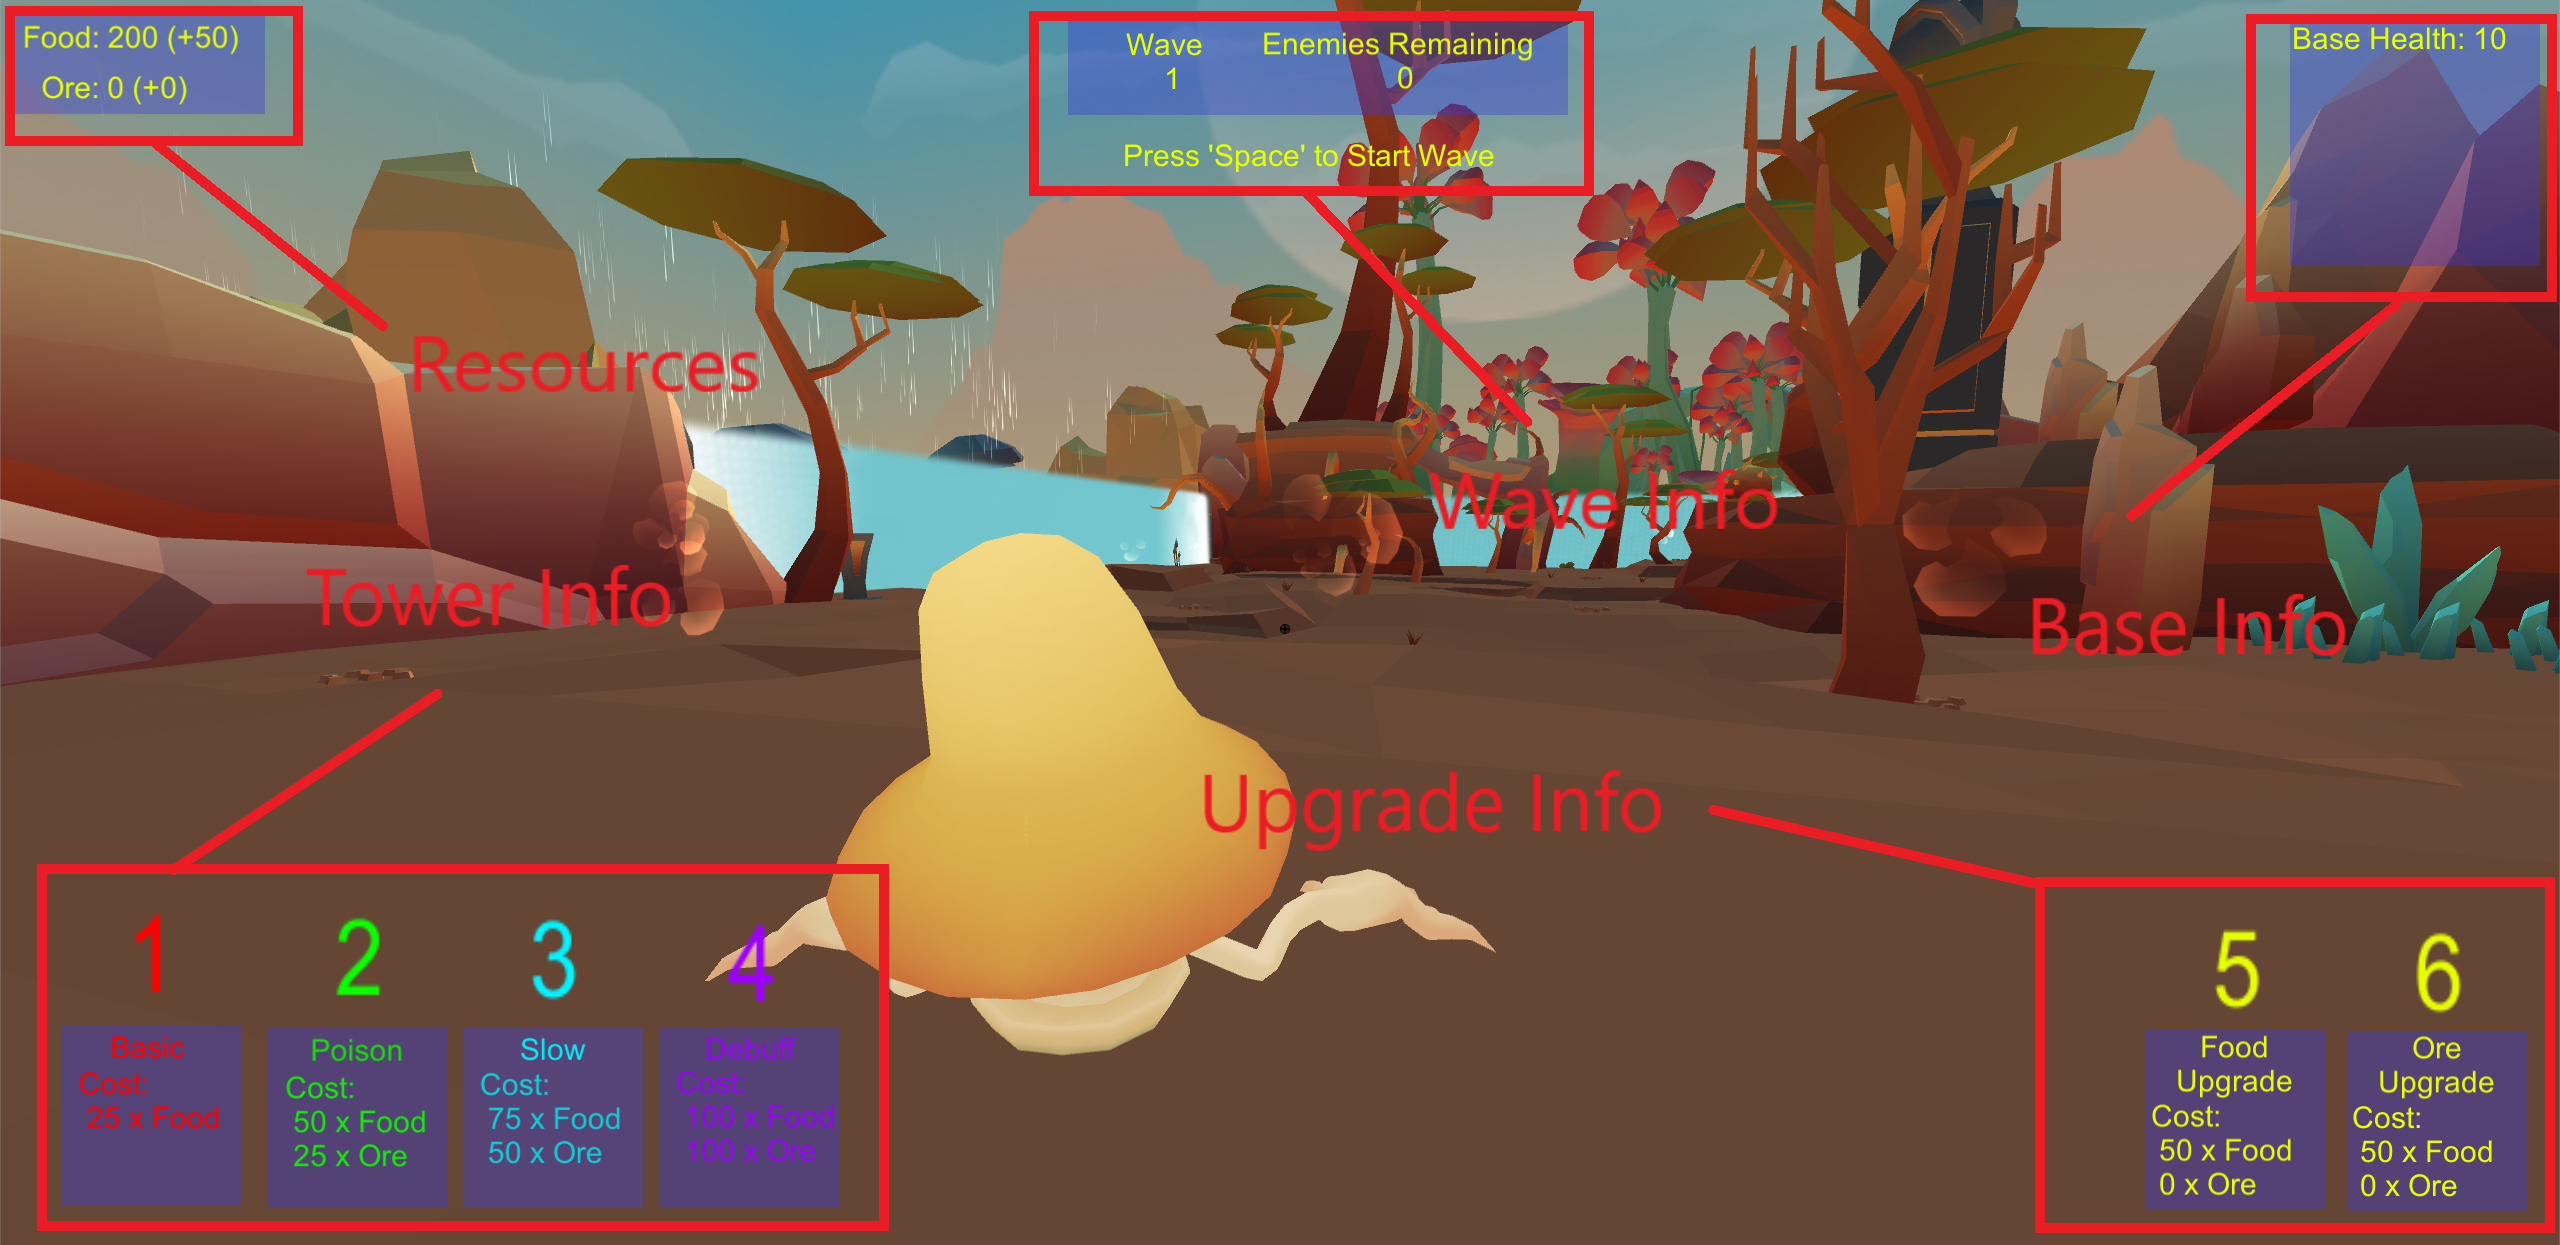 Food: 200 (+50)
Ore: 0 (+0)
Wave
1
Enemies Remaining
0
Press 'Space' to Start Wave
Base Health: 10
Resources
Wave Info
Tower Info
Base Info
Upgrade Info
1
Basic
Cost:
25 x Food
2
Poison
Cost:
50 x Food
25 x Ore
3
Slow
Cost:
75 x Food
50 x Ore
4
Debuff
Cost:
100 x Food
100 x Ore
5
Food
Upgrade
Cost:
50 x Food
0 x Ore
6
Ore
Upgrade
Cost:
50 x Food
0 x Ore